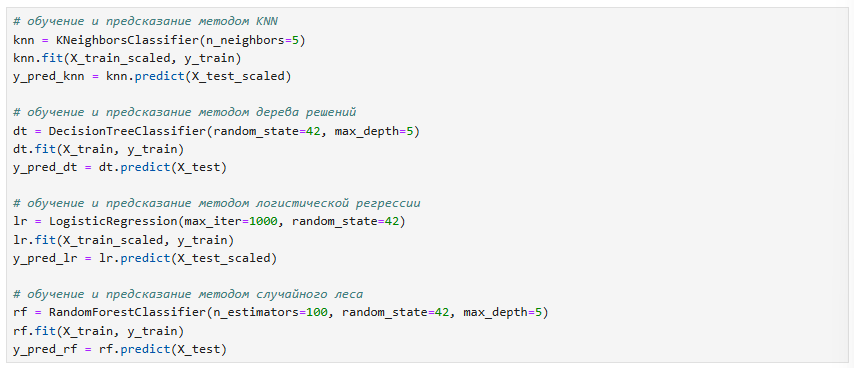 # обучение и предсказание методом KNN
knn = KNeighborsClassifier(n_neighbors=5)
knn.fit(X_train_scaled, y_train)
y_pred_knn = knn.predict(X_test_scaled)

# обучение и предсказание методом дерева решений
dt = DecisionTreeClassifier(random_state=42, max_depth=5)
dt.fit(X_train, y_train)
y_pred_dt = dt.predict(X_test)

# обучение и предсказание методом логистической регрессии
lr = LogisticRegression(max_iter=1000, random_state=42)
lr.fit(X_train_scaled, y_train)
y_pred_lr = lr.predict(X_test_scaled)

# обучение и предсказание методом случайного леса
rf = RandomForestClassifier(n_estimators=100, random_state=42, max_depth=5)
rf.fit(X_train, y_train)
y_pred_rf = rf.predict(X_test)